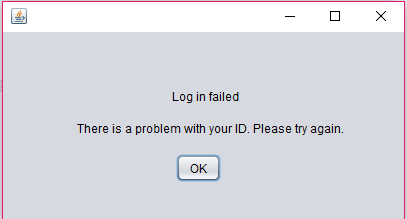 Log in failed
There is a problem with your ID. Please try again.
OK